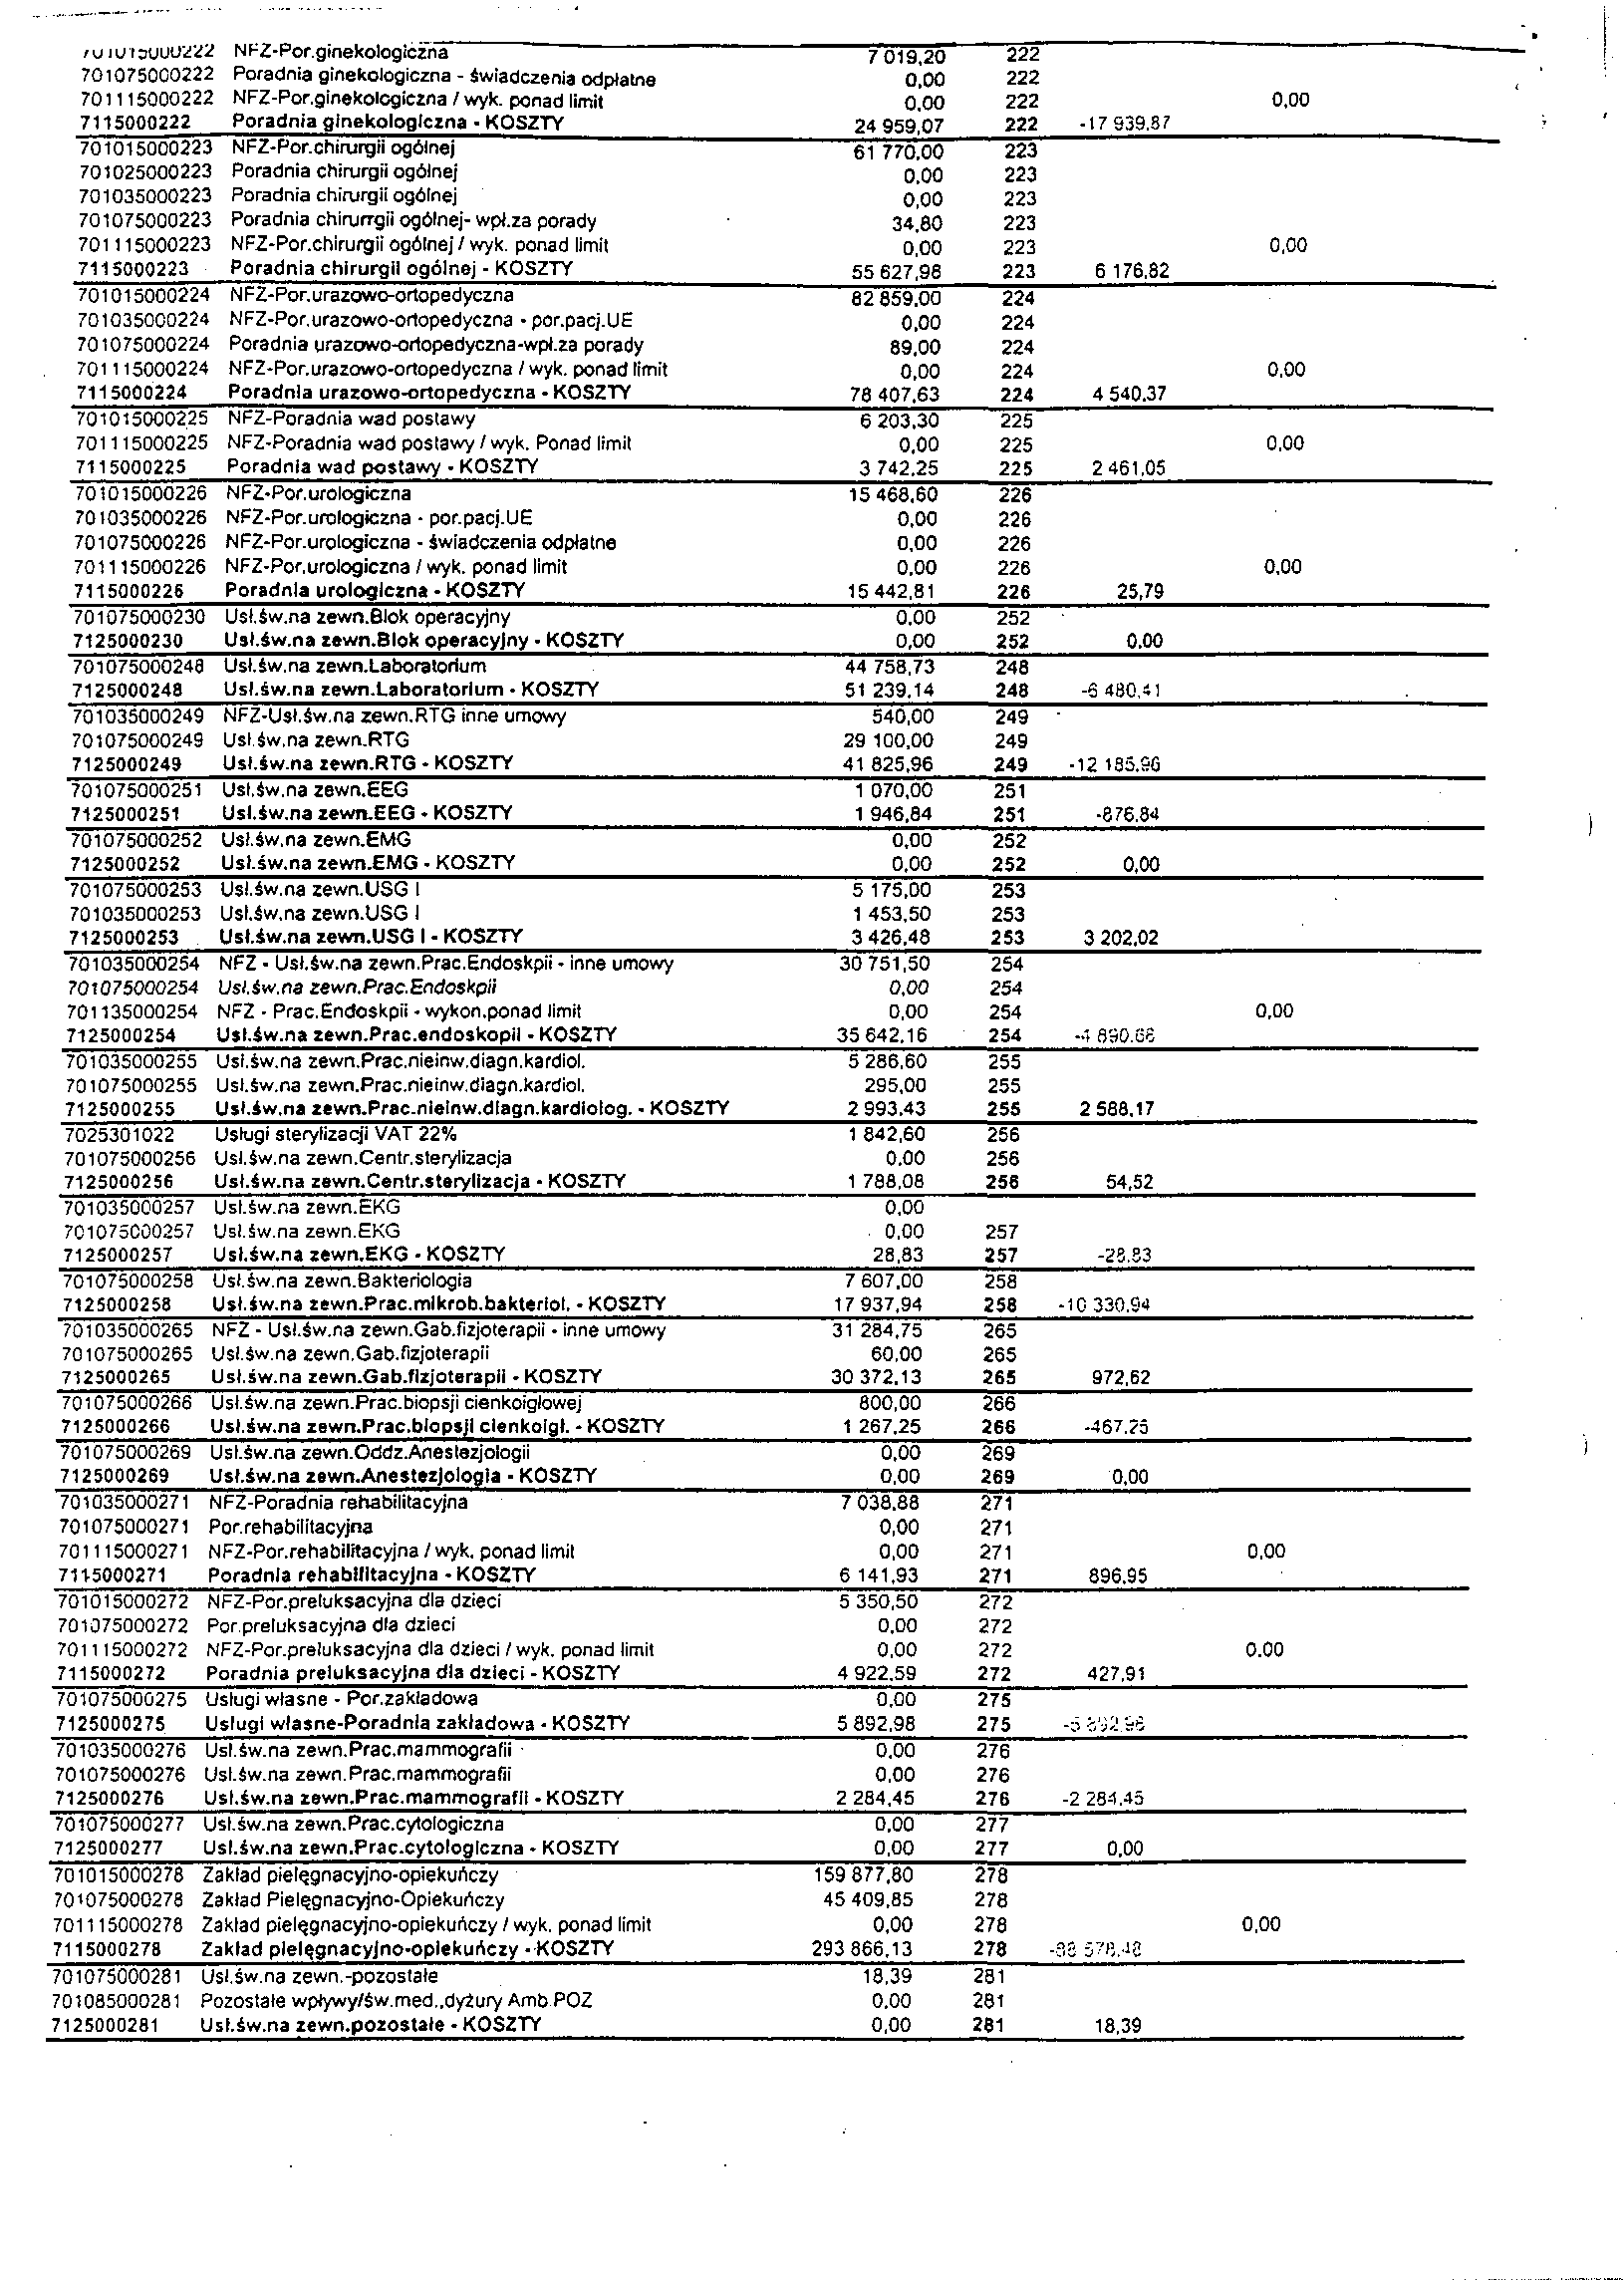 701015000222 NFZ-Por.ginekologiczna 7 019,20 222
701075000222 Poradnia ginekologiczna - świadczenia odpłatne 0,00 222
701115000222 NFZ-Por.ginekologiczna / wyk. ponad limit 0,00 222 0,00
7115000222 Poradnia ginekologiczna - KOSZTY 24 959,07 222 -17 939,87
701015000223 NFZ-Por.chirurgii ogólnej 61 770,00 223
701025000223 Poradnia chirurgii ogólnej 0,00 223
701035000223 Poradnia chirurgii ogólnej 0,00 223
701075000223 Poradnia chirurrgii ogólnej- wpł.za porady 34,80 223
701115000223 NFZ-Por.chirurgii ogólnej / wyk. ponad limit 0,00 223 0,00
7115000223 Poradnia chirurgii ogólnej - KOSZTY 55 627,98 223 6 176,82
701015000224 NFZ-Por.urazowo-ortopedyczna 82 859,00 224
701035000224 NFZ-Por.urazowo-ortopedyczna - por.pacj.UE 0,00 224
701075000224 Poradnia urazowo-ortopedyczna-wpł.za porady 89,00 224
701115000224 NFZ-Por.urazowo-ortopedyczna / wyk. ponad limit 0,00 224 0,00
7115000224 Poradnia urazowo-ortopedyczna - KOSZTY 78 407,63 224 4 540,37
701015000225 NFZ-Poradnia wad postawy 6 203,30 225
701115000225 NFZ-Poradnia wad postawy / wyk. Ponad limit 0,00 225 0,00
7115000225 Poradnia wad postawy - KOSZTY 3 742,25 225 2 461,05
701015000226 NFZ-Por.urologiczna 15 468,60 226
701035000226 NFZ-Por.urologiczna - por.pacj.UE 0,00 226
701075000226 NFZ-Por.urologiczna - świadczenia odpłatne 0,00 226
701115000226 NFZ-Por.urologiczna / wyk. ponad limit 0,00 226 0,00
7115000226 Poradnia urologiczna - KOSZTY 15 442,81 226 25,79
701075000230 Usł.św.na zewn.Blok operacyjny 0,00 252
7125000230 Usł.św.na zewn.Blok operacyjny - KOSZTY 0,00 252 0,00
701075000248 Usł.św.na zewn.Laboratorium 44 758,73 248
7125000248 Usł.św.na zewn.Laboratorium - KOSZTY 51 239,14 248 -6 480,41
701035000249 NFZ-Usł.św.na zewn.RTG inne umowy 540,00 249
701075000249 Usł.św.na zewn.RTG 29 100,00 249
7125000249 Usł.św.na zewn.RTG - KOSZTY 41 825,96 249 -12 185,96
701075000251 Usł.św.na zewn.EEG 1 070,00 251
7125000251 Usł.św.na zewn.EEG - KOSZTY 1 946,84 251 -876,84
701075000252 Usł.św.na zewn.EMG 0,00 252
7125000252 Usł.św.na zewn.EMG - KOSZTY 0,00 252 0,00
701075000253 Usł.św.na zewn.USG I 5 175,00 253
701035000253 Usł.św.na zewn.USG I 1 453,50 253
7125000253 Usł.św.na zewn.USG I - KOSZTY 3 426,48 253 3 202,02
701035000254 NFZ - Usł.św.na zewn.Prac.Endoskpii - inne umowy 30 751,50 254
701075000254 Usł.św.na zewn.Prac.Endoskpii 0,00 254
701135000254 NFZ - Prac.Endoskpii - wykon.ponad limit 0,00 254 0,00
7125000254 Usł.św.na zewn.Prac.endoskopii - KOSZTY 35 642,16 254 -4 890,66
701035000255 Usł.św.na zewn.Prac.nieinw.diagn.kardiol. 5 286,60 255
701075000255 Usł.św.na zewn.Prac.nieinw.diagn.kardiol. 295,00 255
7125000255 Usł.św.na zewn.Prac.nieinw.diagn.kardiolog. - KOSZTY 2 993,43 255 2 588,17
7025301022 Usługi sterylizacji VAT 22% 1 842,60 256
701075000256 Usł.św.na zewn.Centr.sterylizacja 0,00 256
7125000256 Usł.św.na zewn.Centr.sterylizacja - KOSZTY 1 788,08 256 54,52
701035000257 Usł.św.na zewn.EKG 0,00
701075000257 Usł.św.na zewn.EKG 0,00 257
7125000257 Usł.św.na zewn.EKG - KOSZTY 28,83 257 -28,83
701075000258 Usł.św.na zewn.Bakteriologia 7 607,00 258
7125000258 Usł.św.na zewn.Prac.mikrob.bakteriol. - KOSZTY 17 937,94 258 -10 330,94
701035000265 NFZ - Usł.św.na zewn.Gab.fizjoterapii - inne umowy 31 284,75 265
701075000265 Usł.św.na zewn.Gab.fizjoterapii 60,00 265
7125000265 Usł.św.na zewn.Gab.fizjoterapii - KOSZTY 30 372,13 265 972,62
701075000266 Usł.św.na zewn.Prac.biopsji cienkoigłowej 800,00 266
7125000266 Usł.św.na zewn.Prac.biopsji cienkoigł. - KOSZTY 1 267,25 266 -467,25
701075000269 Usł.św.na zewn.Oddz.Anestezjologii 0,00 269
7125000269 Usł.św.na zewn.Anestezjologia - KOSZTY 0,00 269 0,00
701035000271 NFZ-Poradnia rehabilitacyjna 7 038,88 271
701075000271 Por.rehabilitacyjna 0,00 271
701115000271 NFZ-Por.rehabilitacyjna / wyk. ponad limit 0,00 271 0,00
7115000271 Poradnia rehabilitacyjna - KOSZTY 6 141,93 271 896,95
701015000272 NFZ-Por.preluksacyjna dla dzieci 5 350,50 272
701075000272 Por.preluksacyjna dla dzieci 0,00 272
701115000272 NFZ-Por.preluksacyjna dla dzieci / wyk. ponad limit 0,00 272 0,00
7115000272 Poradnia preluksacyjna dla dzieci - KOSZTY 4 922,59 272 427,91
701075000275 Usługi własne - Por.zakładowa 0,00 275
7125000275 Usługi własne-Poradnia zakładowa - KOSZTY 5 892,98 275 -5 892,98
701035000276 Usł.św.na zewn.Prac.mammografii 0,00 276
701075000276 Usł.św.na zewn.Prac.mammografii 0,00 276
7125000276 Usł.św.na zewn.Prac.mammografii - KOSZTY 2 284,45 276 -2 284,45
701075000277 Usł.św.na zewn.Prac.cytologiczna 0,00 277
7125000277 Usł.św.na zewn.Prac.cytologiczna - KOSZTY 0,00 277 0,00
701015000278 Zakład pielęgnacyjno-opiekuńczy 159 877,80 278
701075000278 Zakład Pielęgnacyjno-Opiekuńczy 45 409,85 278
701115000278 Zakład pielęgnacyjno-opiekuńczy / wyk. ponad limit 0,00 278 0,00
7115000278 Zakład pielęgnacyjno-opiekuńczy - KOSZTY 293 866,13 278 -88 578,48
701075000281 Usł.św.na zewn.-pozostałe 18,39 281
701085000281 Pozostałe wpływy/św.med.,dyżury Amb.POZ 0,00 281
7125000281 Usł.św.na zewn.pozostałe - KOSZTY 0,00 281 18,39